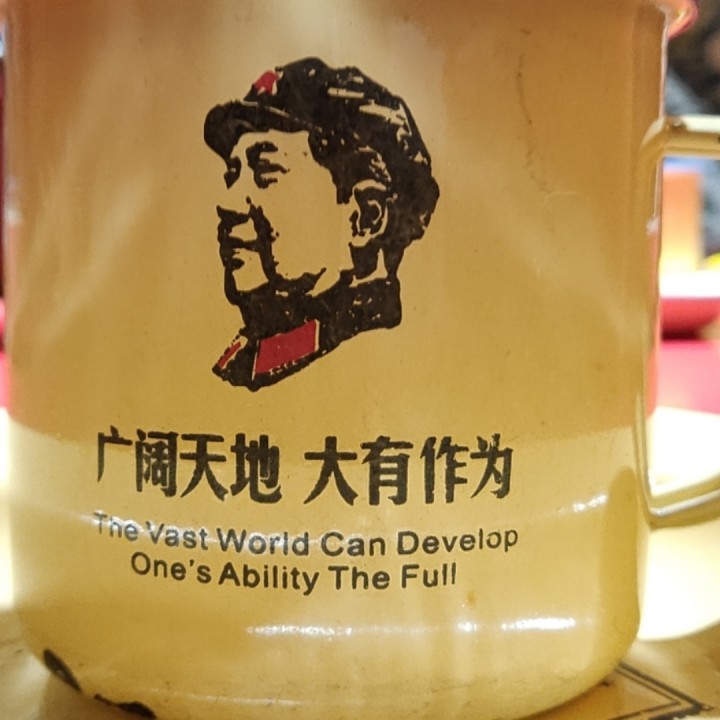 广阔天地 大有作为
The Vast World Can Develop
One's Ability The Full